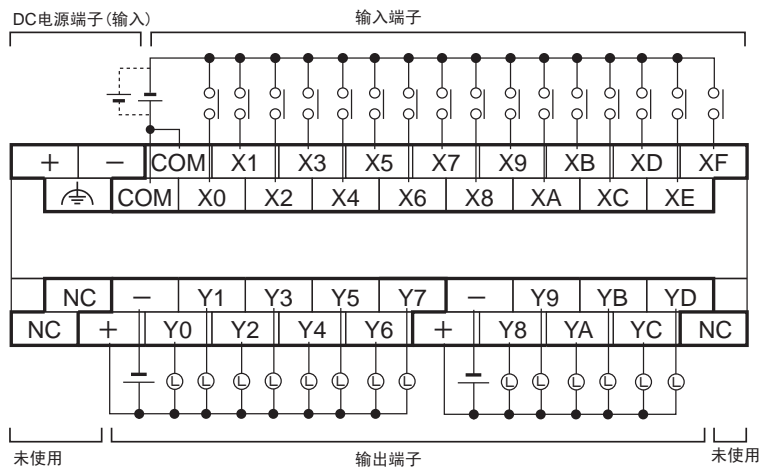 DC电源端子(输入) 输入端子
+ − COM X1 X3 X5 X7 X9 XB XD XF
COM X0 X2 X4 X6 X8 XA XC XE
NC − Y1 Y3 Y5 Y7 − Y9 YB YD
NC + Y0 Y2 Y4 Y6 + Y8 YA YC NC
L L L L L L L L L L L L L L
未使用 输出端子 未使用